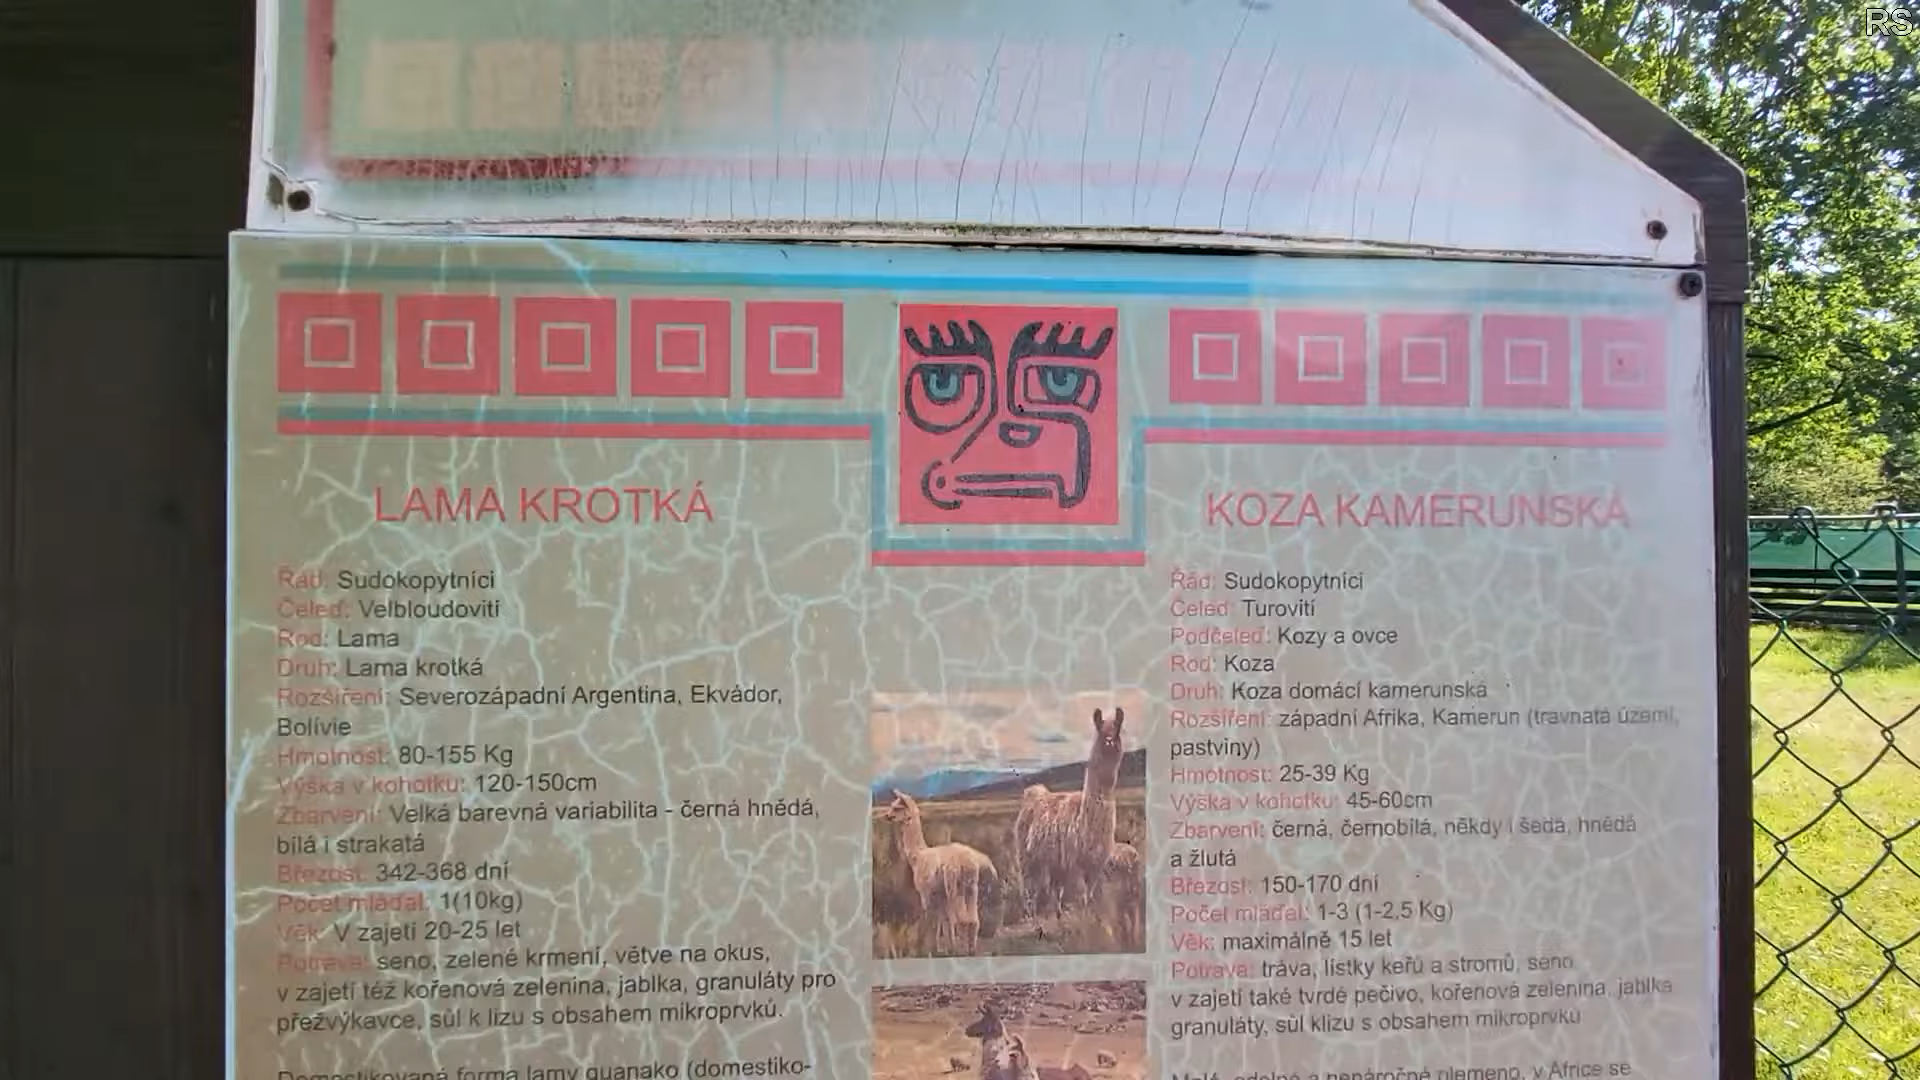 RS
LAMA KROTKÁ
Řád: Sudokopytníci
Čeleď: Velbloudovití
Rod: Lama
Druh: Lama krotká
Rozšíření: Severozápadní Argentina, Ekvádor,
Bolívie
Hmotnost: 80-155 Kg
Výška v kohotku: 120-150cm
Zbarvení: Velká barevná variabilita - černá hnědá,
bílá i strakatá
Březost: 342-368 dní
Počet mláďat: 1(10kg)
Věk: V zajetí 20-25 let
Potrava: seno, zelené krmení, větve na okus,
v zajetí též kořenová zelenina, jablka, granuláty pro
přežvýkavce, sůl k lizu s obsahem mikroprvků.
Domestikovaná forma lamy guanako (domestiko-
KOZA KAMERUNSKÁ
Řád: Sudokopytníci
Čeleď: Turovití
Podčeleď: Kozy a ovce
Rod: Koza
Druh: Koza domácí kamerunská
Rozšíření: západní Afrika, Kamerun (travnatá území,
pastviny)
Hmotnost: 25-39 Kg
Výška v kohotku: 45-60cm
Zbarvení: černá, černobílá, někdy i šedá, hnědá
a žlutá
Březost: 150-170 dní
Počet mláďat: 1-3 (1-2,5 Kg)
Věk: maximálně 15 let
Potrava: tráva, lístky keřů a stromů, seno
v zajetí také tvrdé pečivo, kořenová zelenina, jablka
granuláty, sůl klizu s obsahem mikroprvků
Malé, odolné a nenáročné plemeno, v Africe se